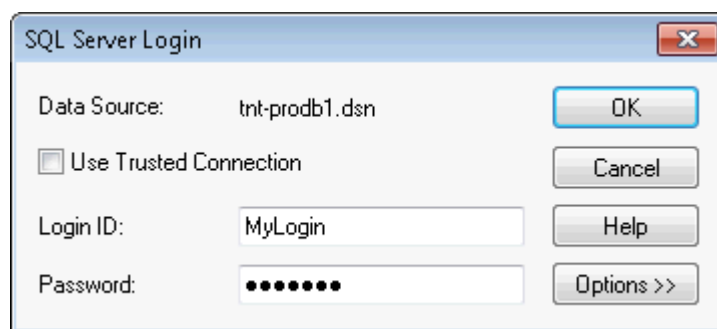 SQL Server Login
Data Source: tnt-prodb1.dsn OK
Use Trusted Connection Cancel
Login ID: MyLogin Help
Password: ●●●●●●● Options >>